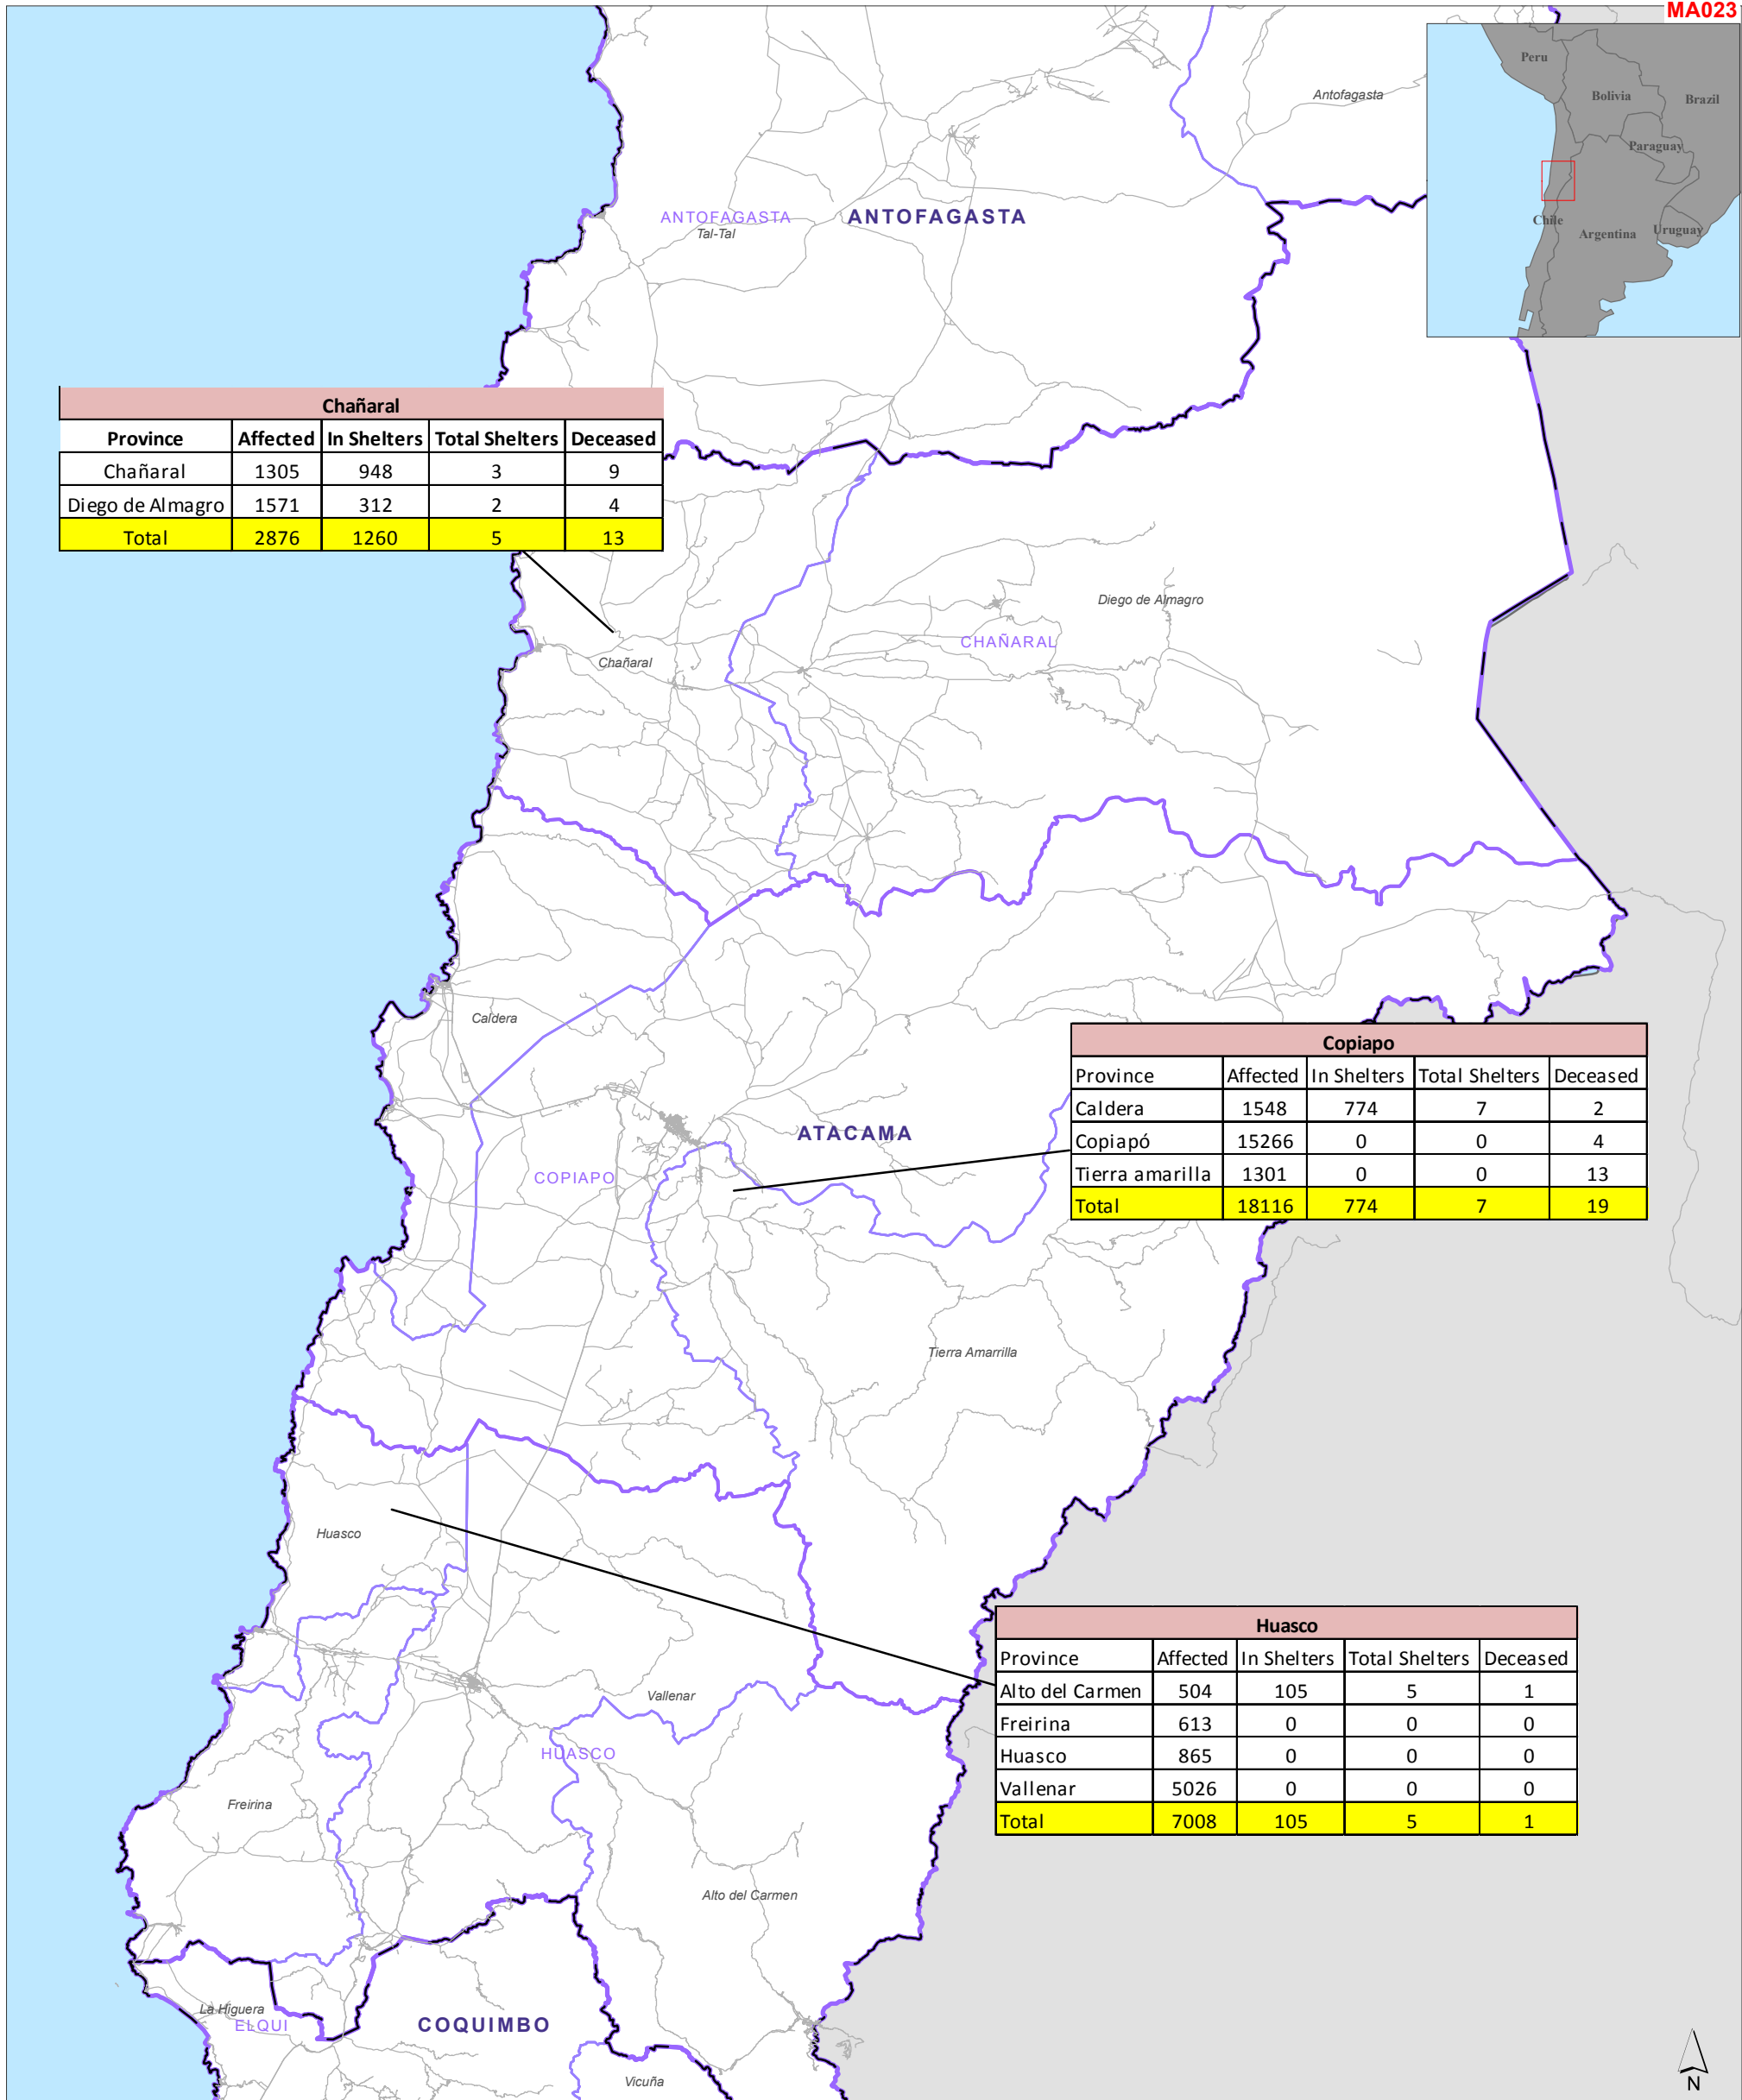 MA023
Peru
Bolivia
Brazil
Paraguay
Chile
Argentina
Uruguay
Antofagasta
ANTOFAGASTA
ANTOFAGASTA
Tal-Tal
Chañaral
Province Affected In Shelters Total Shelters Deceased
Chañaral 1305 948 3 9
Diego de Almagro 1571 312 2 4
Total 2876 1260 5 13
Diego de Almagro
CHAÑARAL
Chañaral
Caldera
Copiapo
Province Affected In Shelters Total Shelters Deceased
Caldera 1548 774 7 2
Copiapó 15266 0 0 4
Tierra amarilla 1301 0 0 13
Total 18116 774 7 19
ATACAMA
COPIAPO
Tierra Amarrilla
Huasco
Huasco
Province Affected In Shelters Total Shelters Deceased
Alto del Carmen 504 105 5 1
Freirina 613 0 0 0
Huasco 865 0 0 0
Vallenar 5026 0 0 0
Total 7008 105 5 1
Vallenar
HUASCO
Freirina
Alto del Carmen
La Higuera
ELQUI
COQUIMBO
Vicuña
N